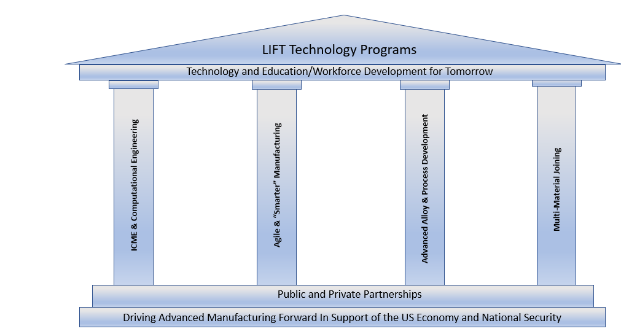 LIFT Technology Programs
Technology and Education/Workforce Development for Tomorrow
ICME & Computational Engineering
Agile & “Smarter” Manufacturing
Advanced Alloy & Process Development
Multi-Material Joining
Public and Private Partnerships
Driving Advanced Manufacturing Forward In Support of the US Economy and National Security